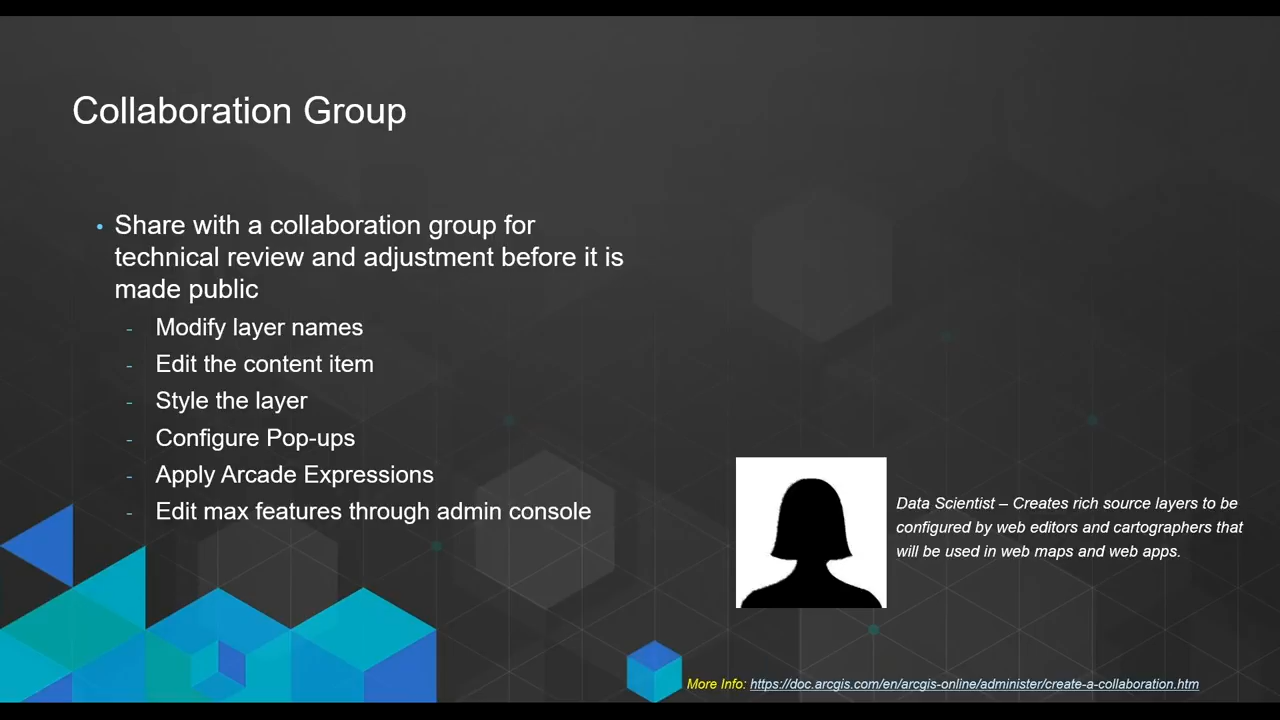 Collaboration Group
• Share with a collaboration group for
technical review and adjustment before it is
made public
- Modify layer names
- Edit the content item
- Style the layer
- Configure Pop-ups
- Apply Arcade Expressions
- Edit max features through admin console
Data Scientist – Creates rich source layers to be
configured by web editors and cartographers that
will be used in web maps and web apps.
More Info: https://doc.arcgis.com/en/arcgis-online/administer/create-a-collaboration.htm